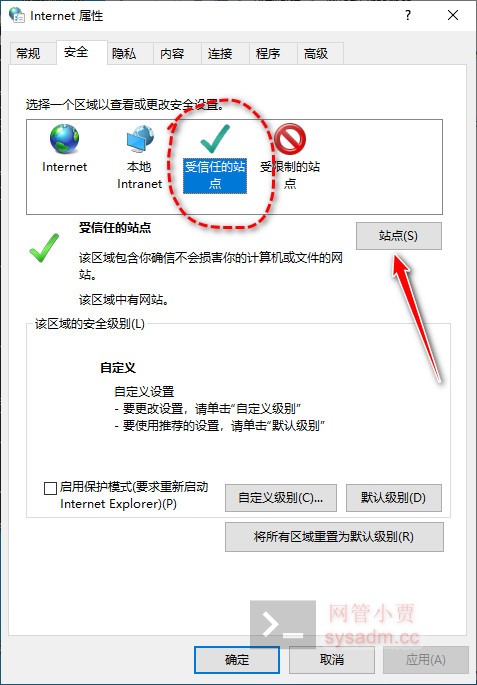 Internet 属性
?
常规 安全 隐私 内容 连接 程序 高级
选择一个区域以查看或更改安全设置。
Internet
本地
Intranet
受信任的站
点
受限制的站
点
受信任的站点
站点(S)
该区域包含你确信不会损害你的计算机或文件的网
站。
该区域中有网站。
该区域的安全级别(L)
自定义
自定义设置
- 要更改设置，请单击“自定义级别”
- 要使用推荐的设置，请单击“默认级别”
启用保护模式(要求重新启动
Internet Explorer)(P)
自定义级别(C)...
默认级别(D)
将所有区域重置为默认级别(R)
网管小贾
sysadm.cc
确定 取消 应用(A)